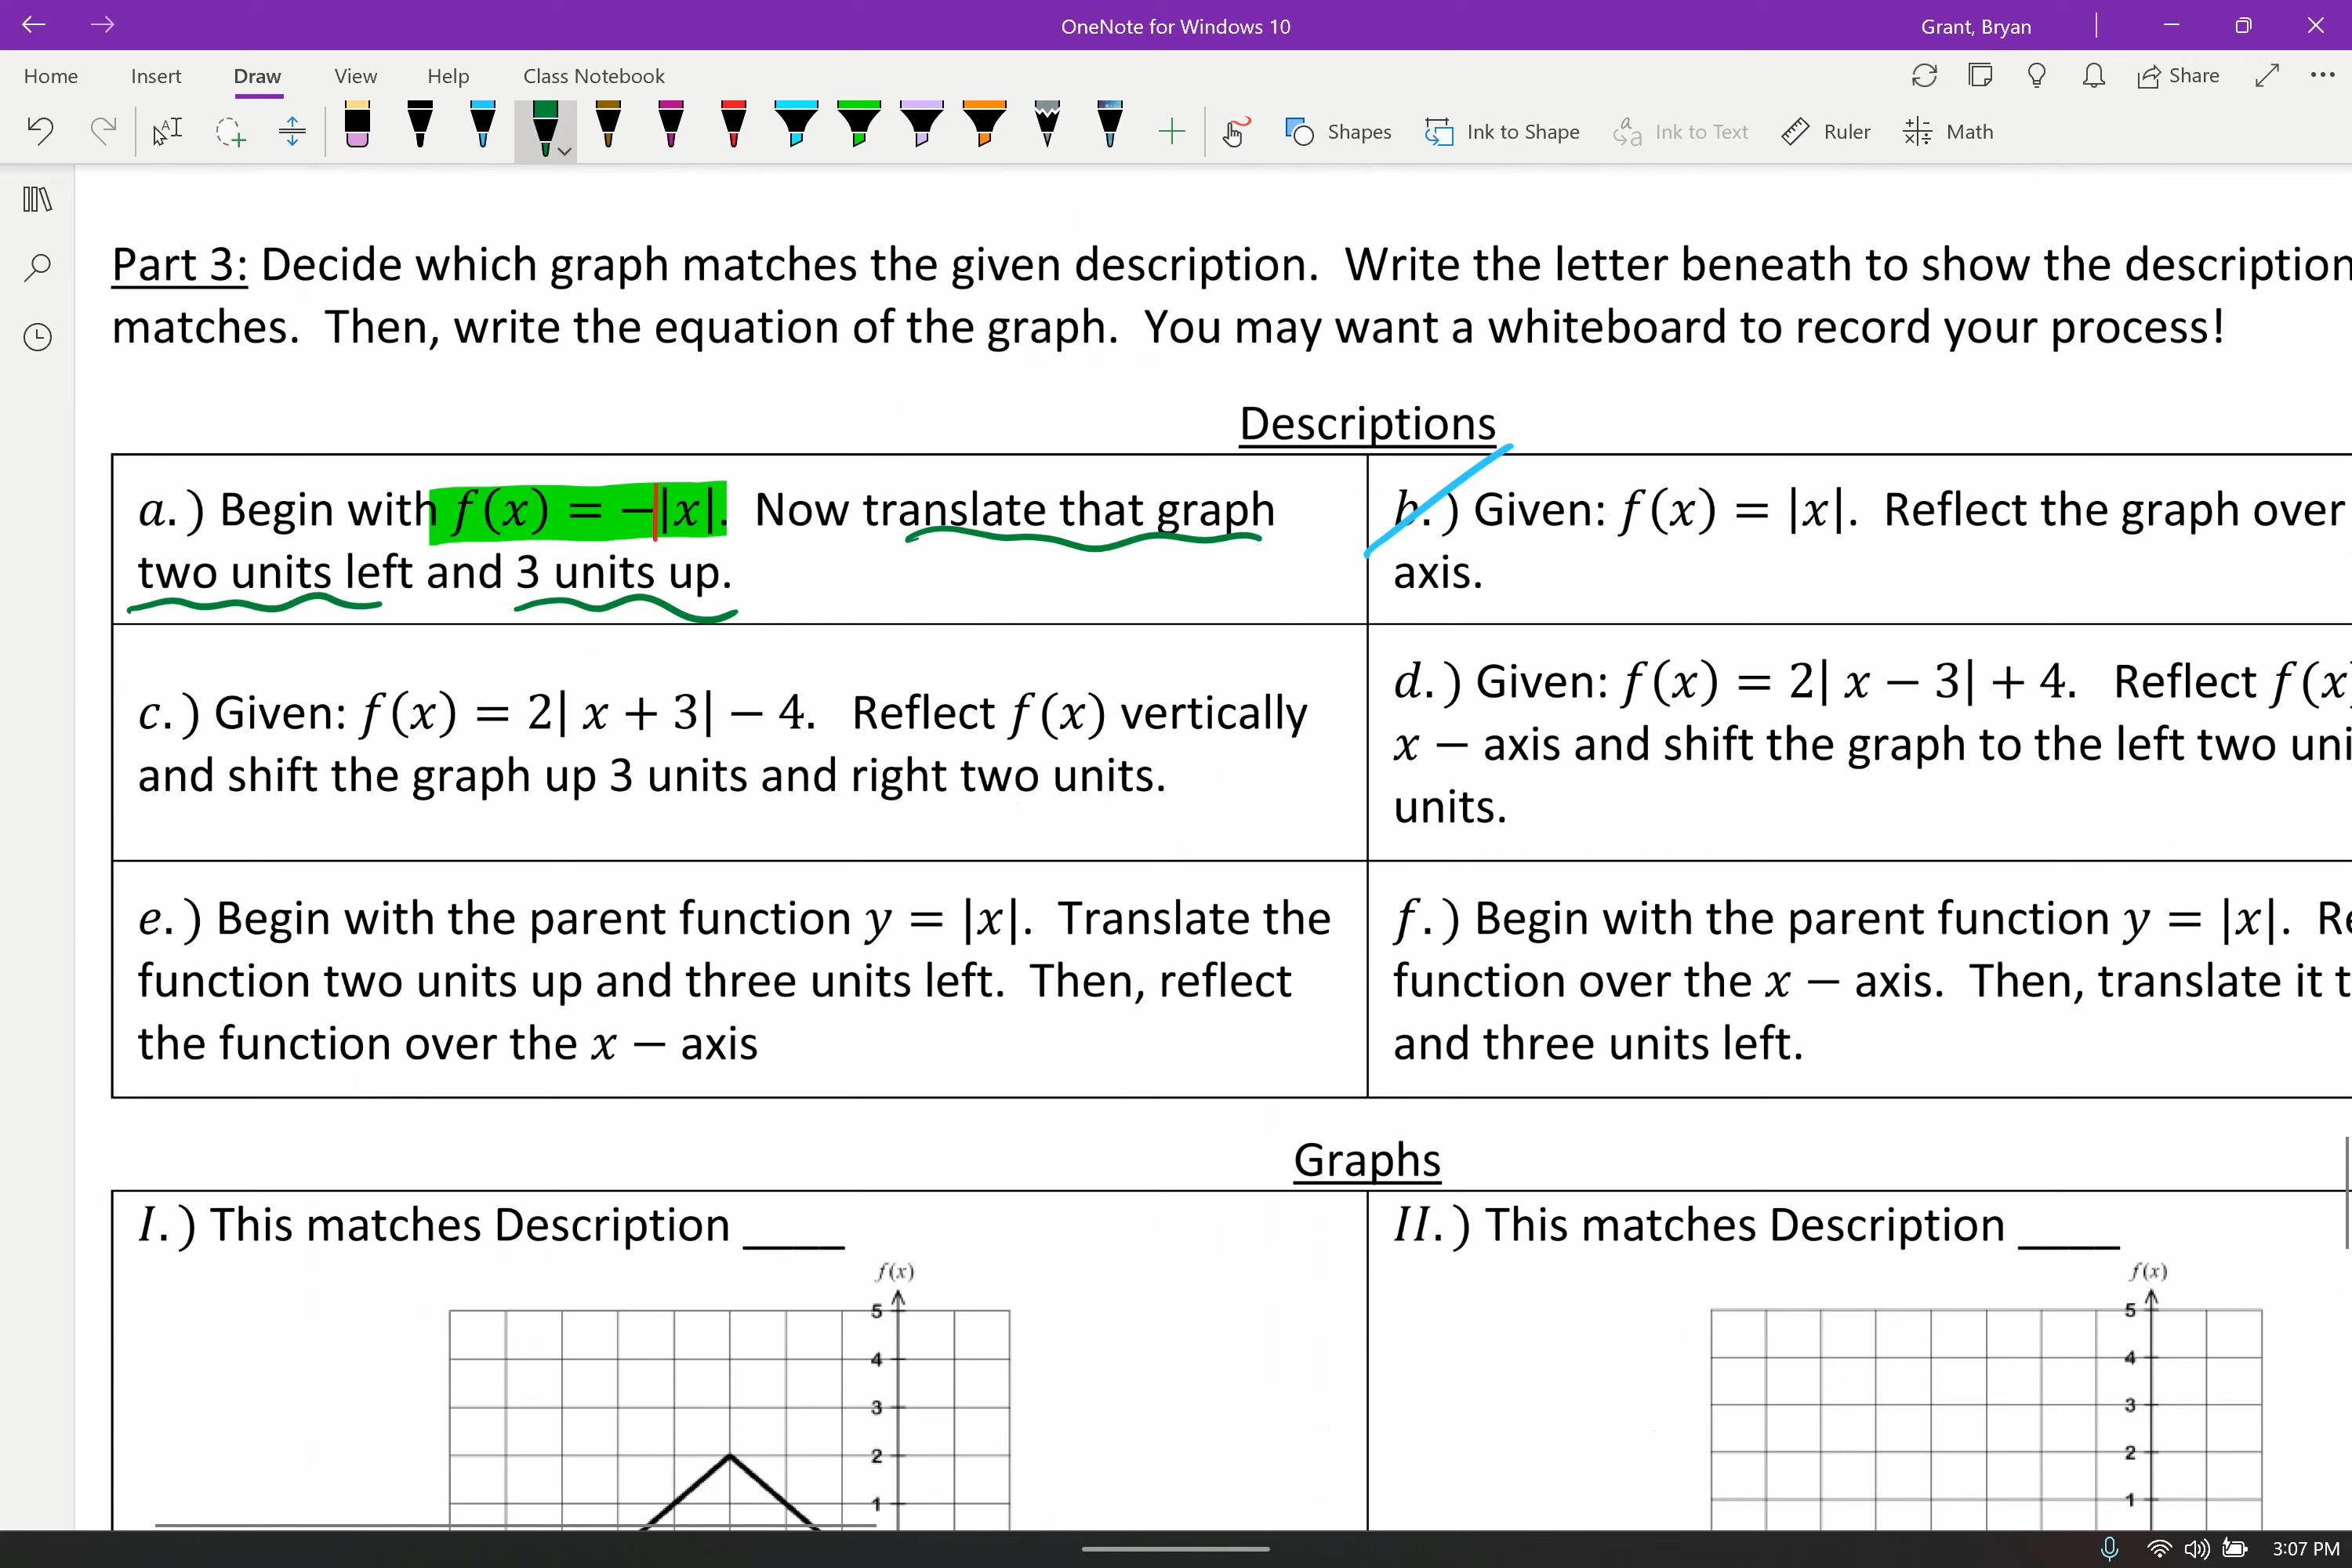 OneNote for Windows 10
Grant, Bryan
Home Insert Draw View Help Class Notebook
Share
Shapes Ink to Shape Ink to Text Ruler Math
Part 3: Decide which graph matches the given description. Write the letter beneath to show the description
matches. Then, write the equation of the graph. You may want a whiteboard to record your process!
Descriptions
a.) Begin with f(x) = −|x|. Now translate that graph
two units left and 3 units up.
b.) Given: f(x) = |x|. Reflect the graph over
axis.
c.) Given: f(x) = 2| x + 3| − 4. Reflect f(x) vertically
and shift the graph up 3 units and right two units.
d.) Given: f(x) = 2| x − 3| + 4. Reflect f(x)
x − axis and shift the graph to the left two uni
units.
e.) Begin with the parent function y = |x|. Translate the
function two units up and three units left. Then, reflect
the function over the x − axis
f.) Begin with the parent function y = |x|. Re
function over the x − axis. Then, translate it t
and three units left.
Graphs
I.) This matches Description ____
f(x)
5
4
3
2
1
II.) This matches Description ____
f(x)
5
4
3
2
1
3:07 PM